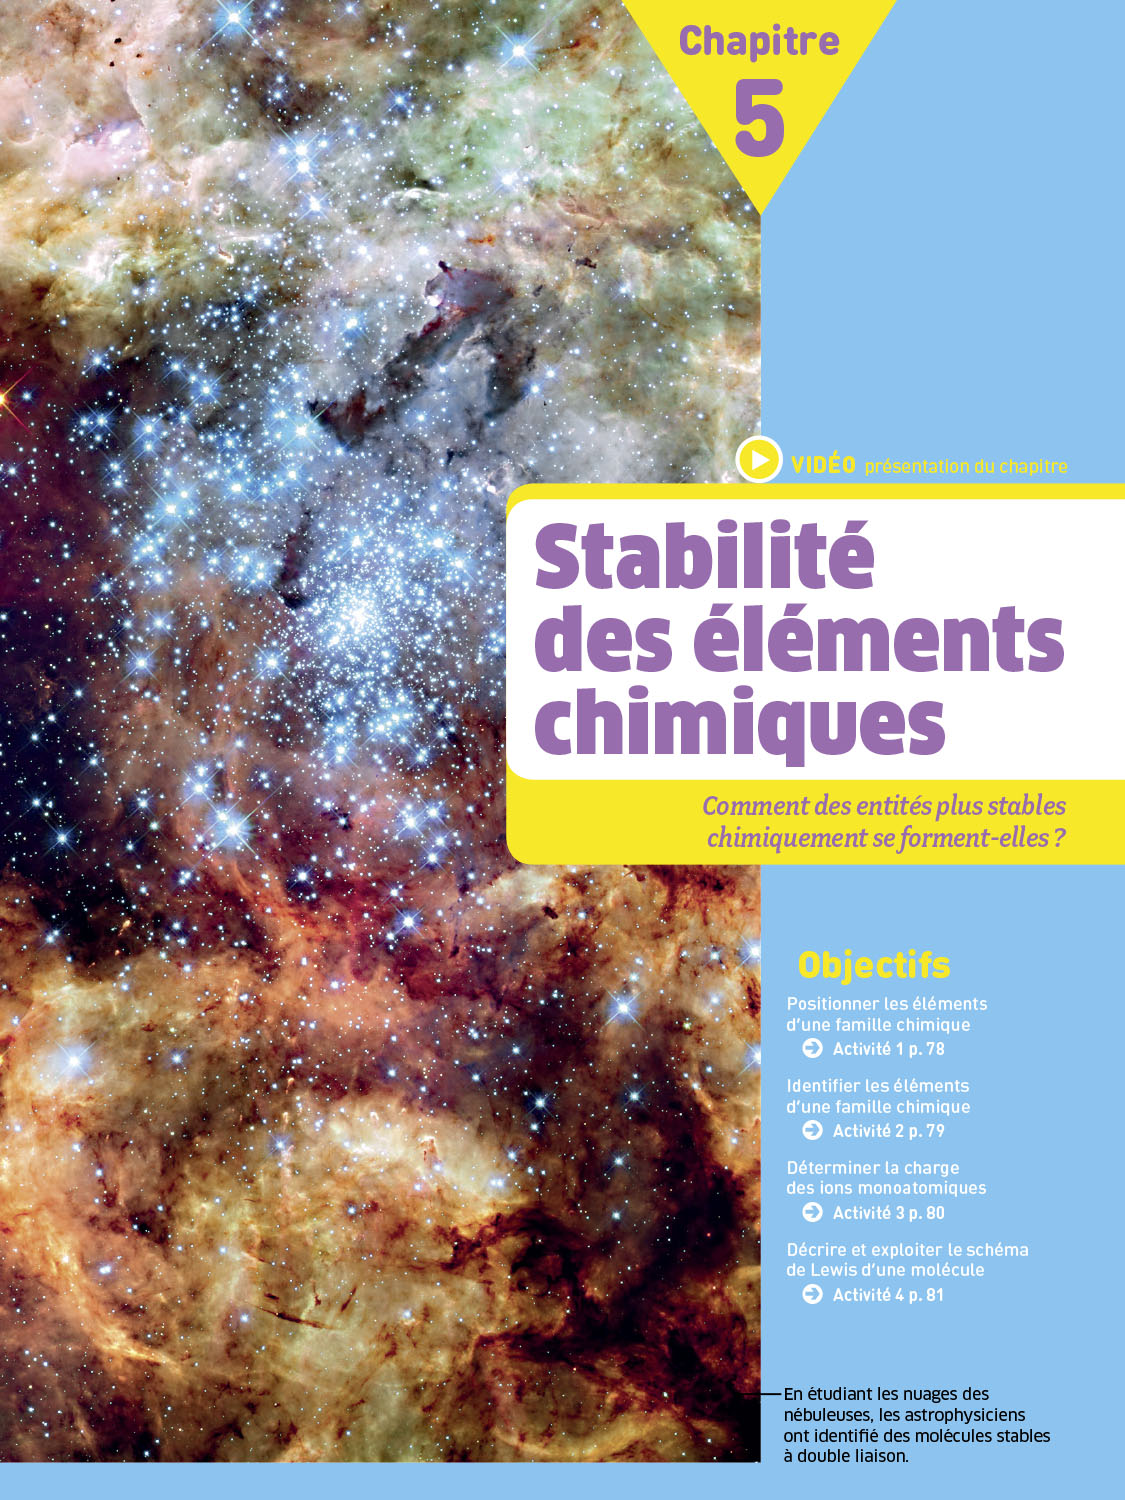 Chapitre
5
VIDÉO présentation du chapitre
Stabilité
des éléments
chimiques
Comment des entités plus stables
chimiquement se forment-elles ?
Objectifs
Positionner les éléments
d’une famille chimique
Activité 1 p. 78
Identifier les éléments
d’une famille chimique
Activité 2 p. 79
Déterminer la charge
des ions monoatomiques
Activité 3 p. 80
Décrire et exploiter le schéma
de Lewis d’une molécule
Activité 4 p. 81
En étudiant les nuages des
nébuleuses, les astrophysiciens
ont identifié des molécules stables
à double liaison.